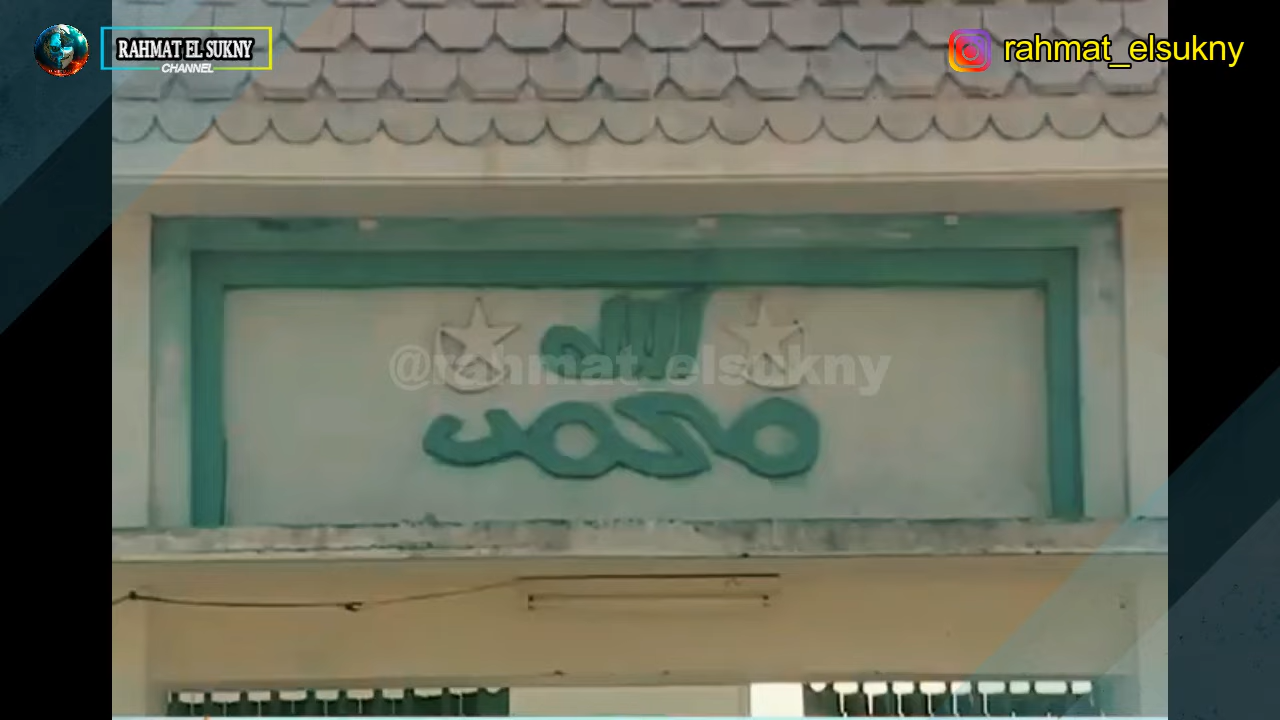 RAHMAT EL SUKNY
CHANNEL
rahmat_elsukny
الله
@rahmat_elsukny
محمد